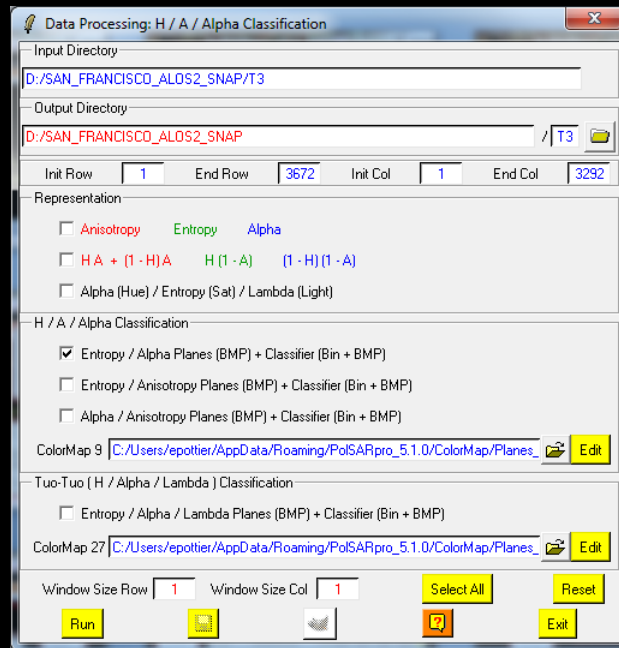 Data Processing: H / A / Alpha Classification
Input Directory
D:/SAN_FRANCISCO_ALOS2_SNAP/T3
Output Directory
D:/SAN_FRANCISCO_ALOS2_SNAP / T3
Init Row 1 End Row 3672 Init Col 1 End Col 3292
Representation
Anisotropy Entropy Alpha
H A + (1 - H) A H (1 - A) (1 - H) (1 - A)
Alpha (Hue) / Entropy (Sat) / Lambda (Light)
H / A / Alpha Classification
Entropy / Alpha Planes (BMP) + Classifier (Bin + BMP)
Entropy / Anisotropy Planes (BMP) + Classifier (Bin + BMP)
Alpha / Anisotropy Planes (BMP) + Classifier (Bin + BMP)
ColorMap 9 C:/Users/epottier/AppData/Roaming/PolSARpro_5.1.0/ColorMap/Planes_ Edit
Tuo-Tuo ( H / Alpha / Lambda ) Classification
Entropy / Alpha / Lambda Planes (BMP) + Classifier (Bin + BMP)
ColorMap 27 C:/Users/epottier/AppData/Roaming/PolSARpro_5.1.0/ColorMap/Planes_ Edit
Window Size Row 1 Window Size Col 1 Select All Reset
Run ? Exit